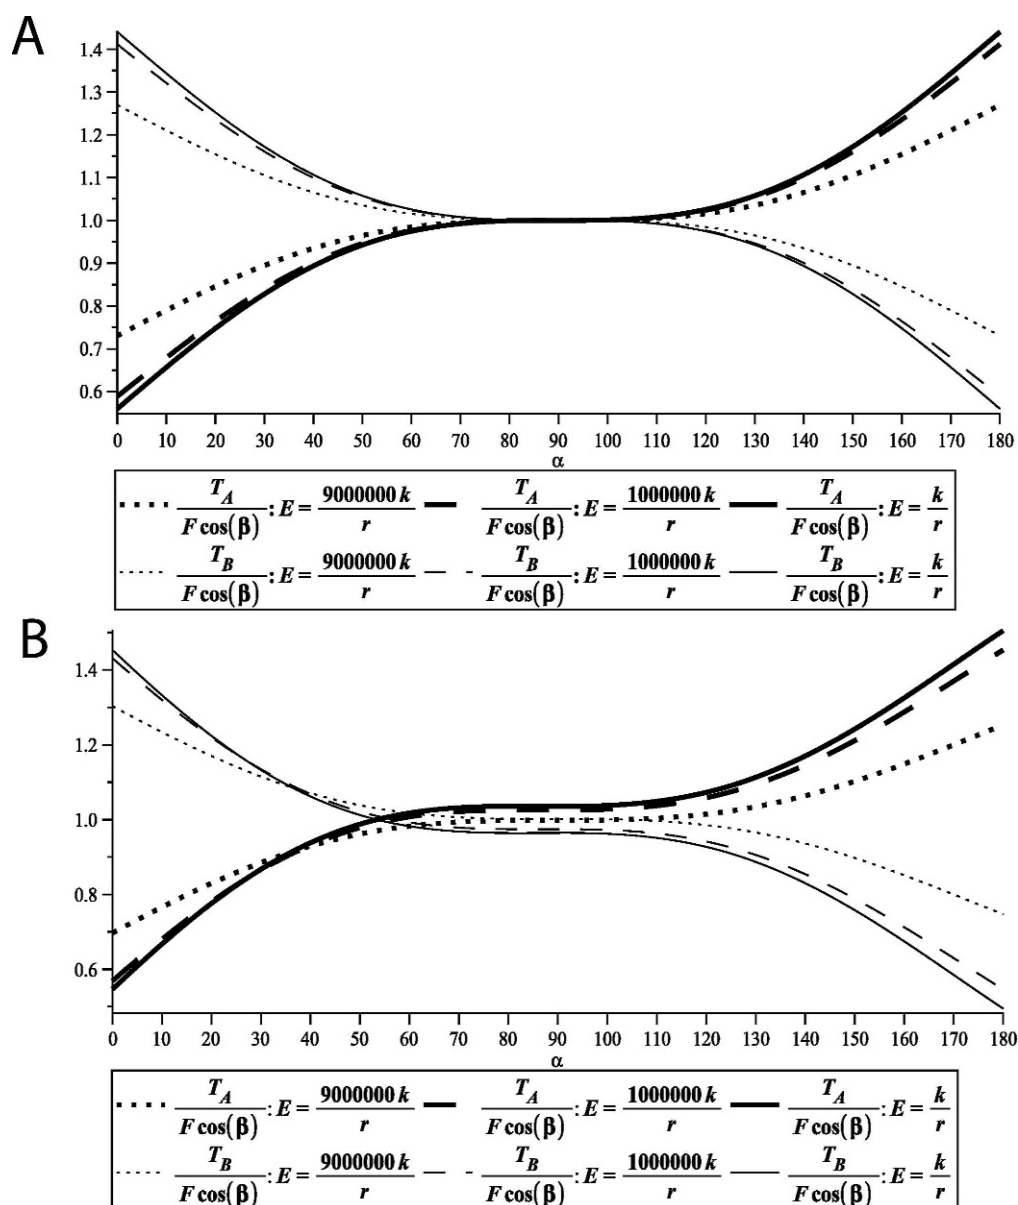 A
1.4
1.3
1.2
1.1
1.0
0.9
0.8
0.7
0.6
0 10 20 30 40 50 60 70 80 90 100 110 120 130 140 150 160 170 180
α
T_A/(F cos(β)) : E = 9000000 k/r T_A/(F cos(β)) : E = 1000000 k/r T_A/(F cos(β)) : E = k/r
T_B/(F cos(β)) : E = 9000000 k/r T_B/(F cos(β)) : E = 1000000 k/r T_B/(F cos(β)) : E = k/r
B
1.4
1.2
1.0
0.8
0.6
0 10 20 30 40 50 60 70 80 90 100 110 120 130 140 150 160 170 180
α
T_A/(F cos(β)) : E = 9000000 k/r T_A/(F cos(β)) : E = 1000000 k/r T_A/(F cos(β)) : E = k/r
T_B/(F cos(β)) : E = 9000000 k/r T_B/(F cos(β)) : E = 1000000 k/r T_B/(F cos(β)) : E = k/r